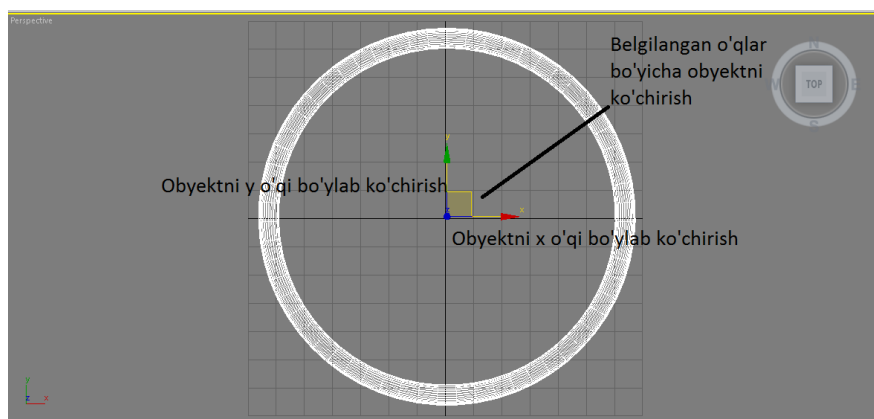 Perspective
Belgilangan o'qlar
bo'yicha obyektni
ko'chirish
N
TOP
W
E
S
y
Obyektni y o'qi bo'ylab ko'chirish
z
x
Obyektni x o'qi bo'ylab ko'chirish
y
z
x